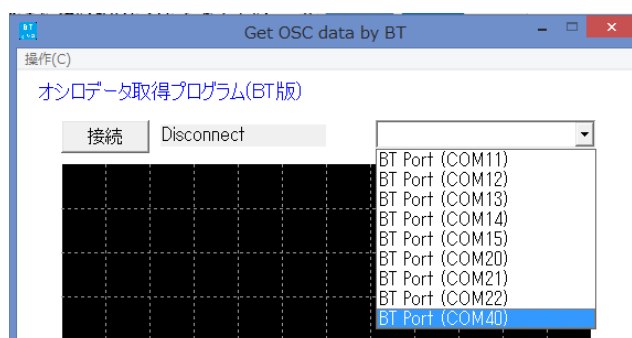 BT
Get OSC data by BT
操作(C)
オシロデータ取得プログラム(BT版)
接続 Disconnect
BT Port (COM11)
BT Port (COM12)
BT Port (COM13)
BT Port (COM14)
BT Port (COM15)
BT Port (COM20)
BT Port (COM21)
BT Port (COM22)
BT Port (COM40)